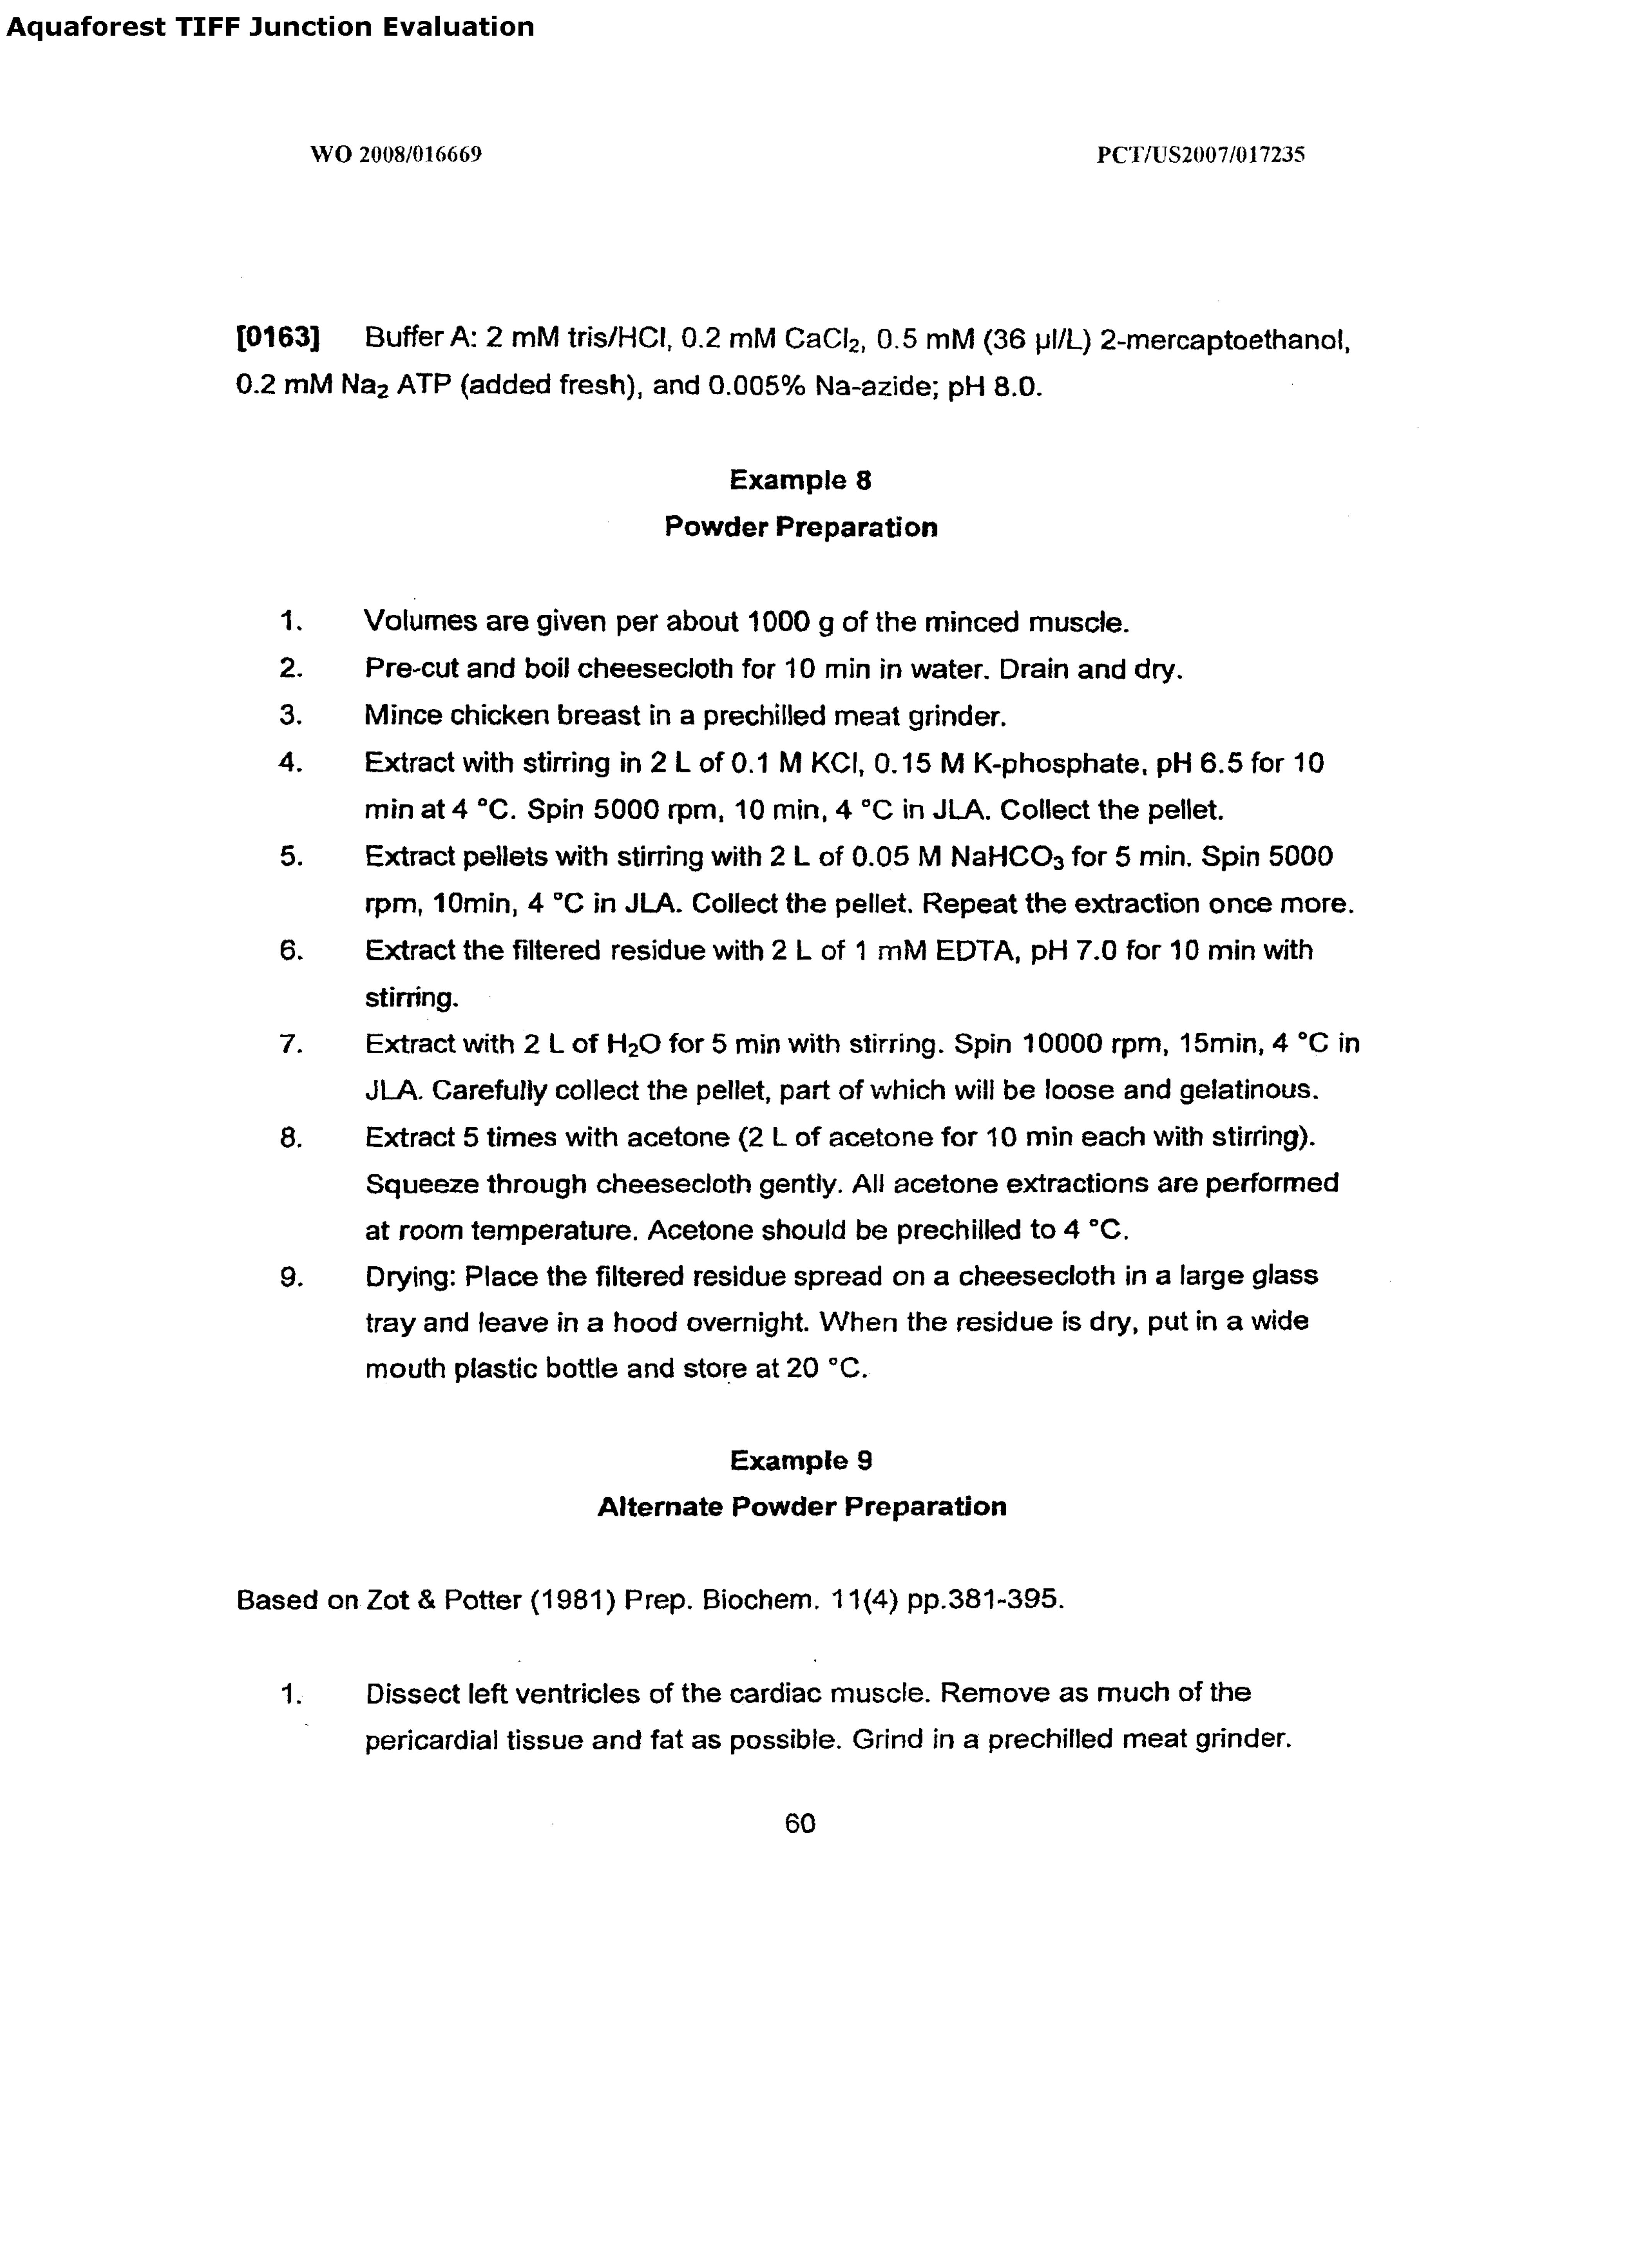 Aquaforest TIFF Junction Evaluation
WO 2008/016669 PCT/US2007/017235
[0163] Buffer A: 2 mM tris/HCl, 0.2 mM CaCl₂, 0.5 mM (36 µl/L) 2-mercaptoethanol,
0.2 mM Na₂ ATP (added fresh), and 0.005% Na-azide; pH 8.0.
Example 8
Powder Preparation
1. Volumes are given per about 1000 g of the minced muscle.
2. Pre-cut and boil cheesecloth for 10 min in water. Drain and dry.
3. Mince chicken breast in a prechilled meat grinder.
4. Extract with stirring in 2 L of 0.1 M KCl, 0.15 M K-phosphate, pH 6.5 for 10
min at 4 °C. Spin 5000 rpm, 10 min, 4 °C in JLA. Collect the pellet.
5. Extract pellets with stirring with 2 L of 0.05 M NaHCO₃ for 5 min. Spin 5000
rpm, 10min, 4 °C in JLA. Collect the pellet. Repeat the extraction once more.
6. Extract the filtered residue with 2 L of 1 mM EDTA, pH 7.0 for 10 min with
stirring.
7. Extract with 2 L of H₂O for 5 min with stirring. Spin 10000 rpm, 15min, 4 °C in
JLA. Carefully collect the pellet, part of which will be loose and gelatinous.
8. Extract 5 times with acetone (2 L of acetone for 10 min each with stirring).
Squeeze through cheesecloth gently. All acetone extractions are performed
at room temperature. Acetone should be prechilled to 4 °C.
9. Drying: Place the filtered residue spread on a cheesecloth in a large glass
tray and leave in a hood overnight. When the residue is dry, put in a wide
mouth plastic bottle and store at 20 °C.
Example 9
Alternate Powder Preparation
Based on Zot & Potter (1981) Prep. Biochem. 11(4) pp.381-395.
1. Dissect left ventricles of the cardiac muscle. Remove as much of the
pericardial tissue and fat as possible. Grind in a prechilled meat grinder.
60